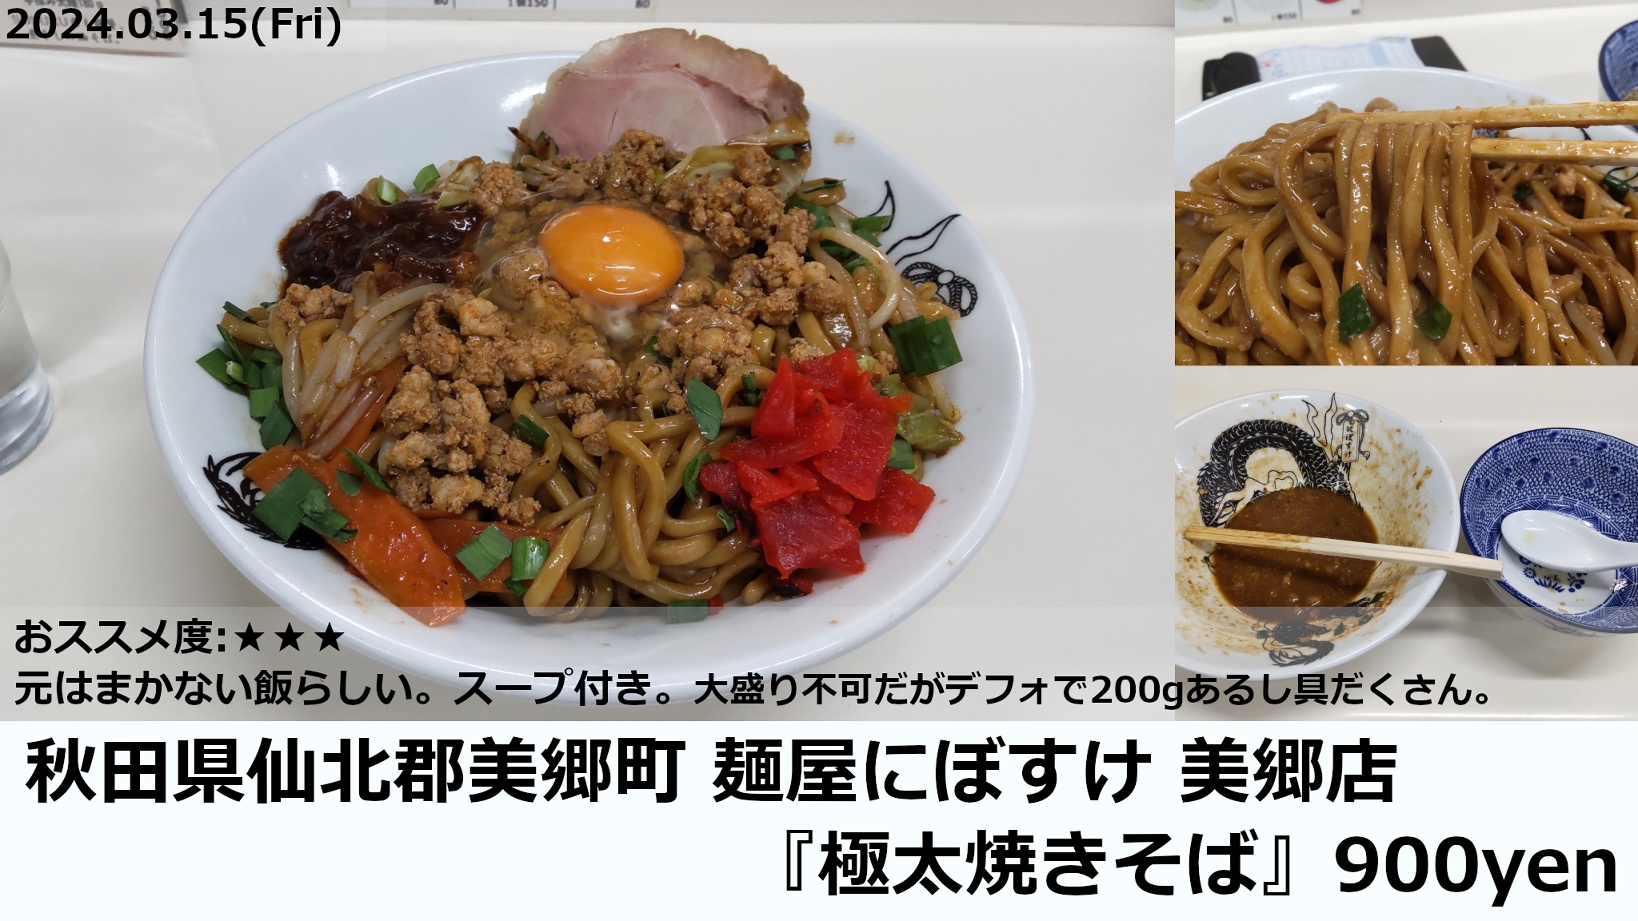 2024.03.15(Fri)
おススメ度:★★★
元はまかない飯らしい。スープ付き。大盛り不可だがデフォで200gあるし具だくさん。
秋田県仙北郡美郷町 麺屋にぼすけ 美郷店
『極太焼きそば』900yen